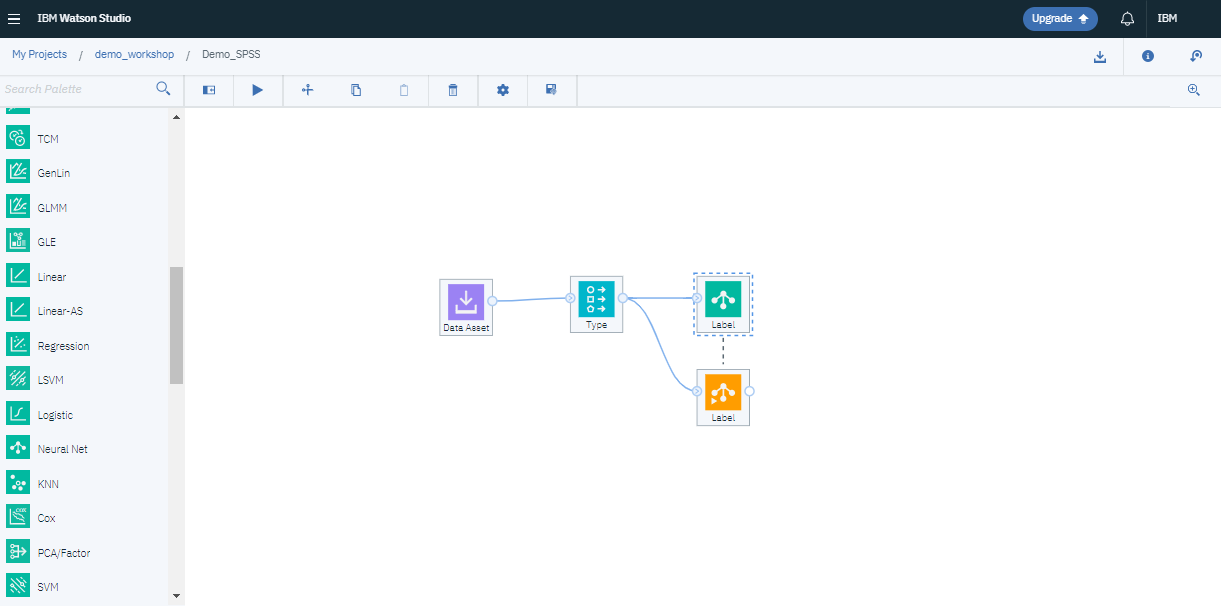 IBM Watson Studio
Upgrade
IBM
My Projects / demo_workshop / Demo_SPSS
Search Palette
TCM
GenLin
GLMM
GLE
Linear
Linear-AS
Regression
LSVM
Logistic
Neural Net
KNN
Cox
PCA/Factor
SVM
Data Asset
Type
Label
Label